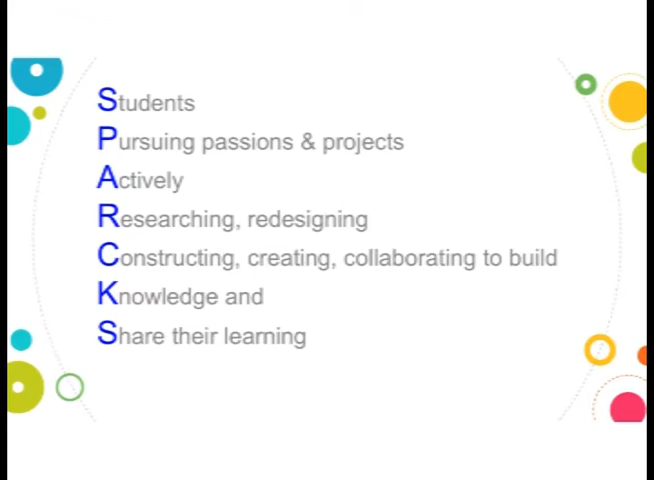 Students
Pursuing passions & projects
Actively
Researching, redesigning
Constructing, creating, collaborating to build
Knowledge and
Share their learning